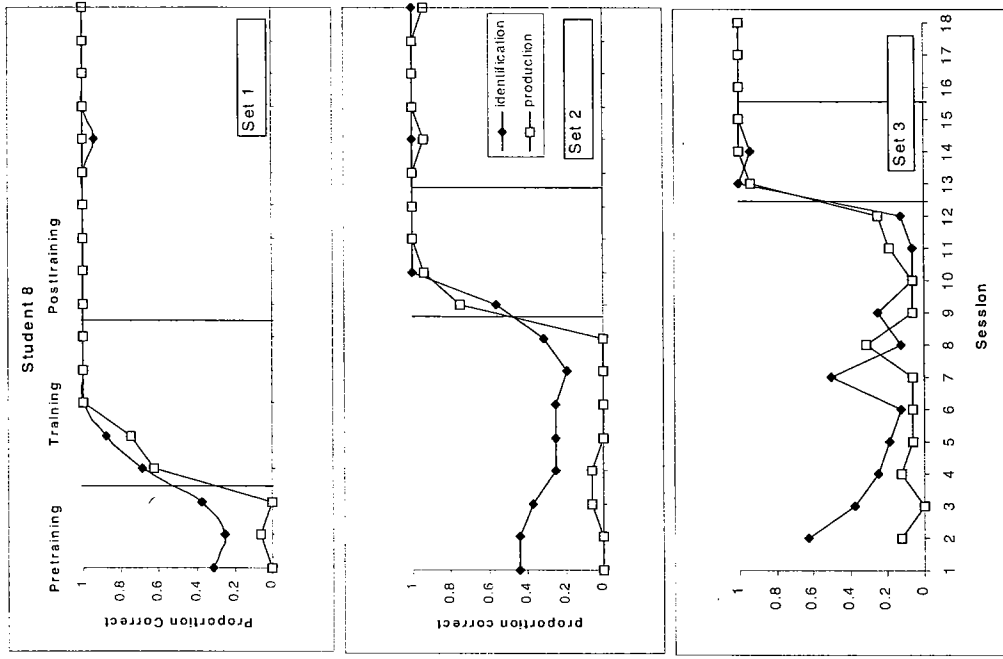 Student 8
Pretraining
Training
Posttraining
Proportion Correct
1
0.8
0.6
0.4
0.2
0
Set 1
proportion correct
1
0.8
0.6
0.4
0.2
0
identification
production
Set 2
1
0.8
0.6
0.4
0.2
0
Set 3
1 2 3 4 5 6 7 8 9 10 11 12 13 14 15 16 17 18
Session